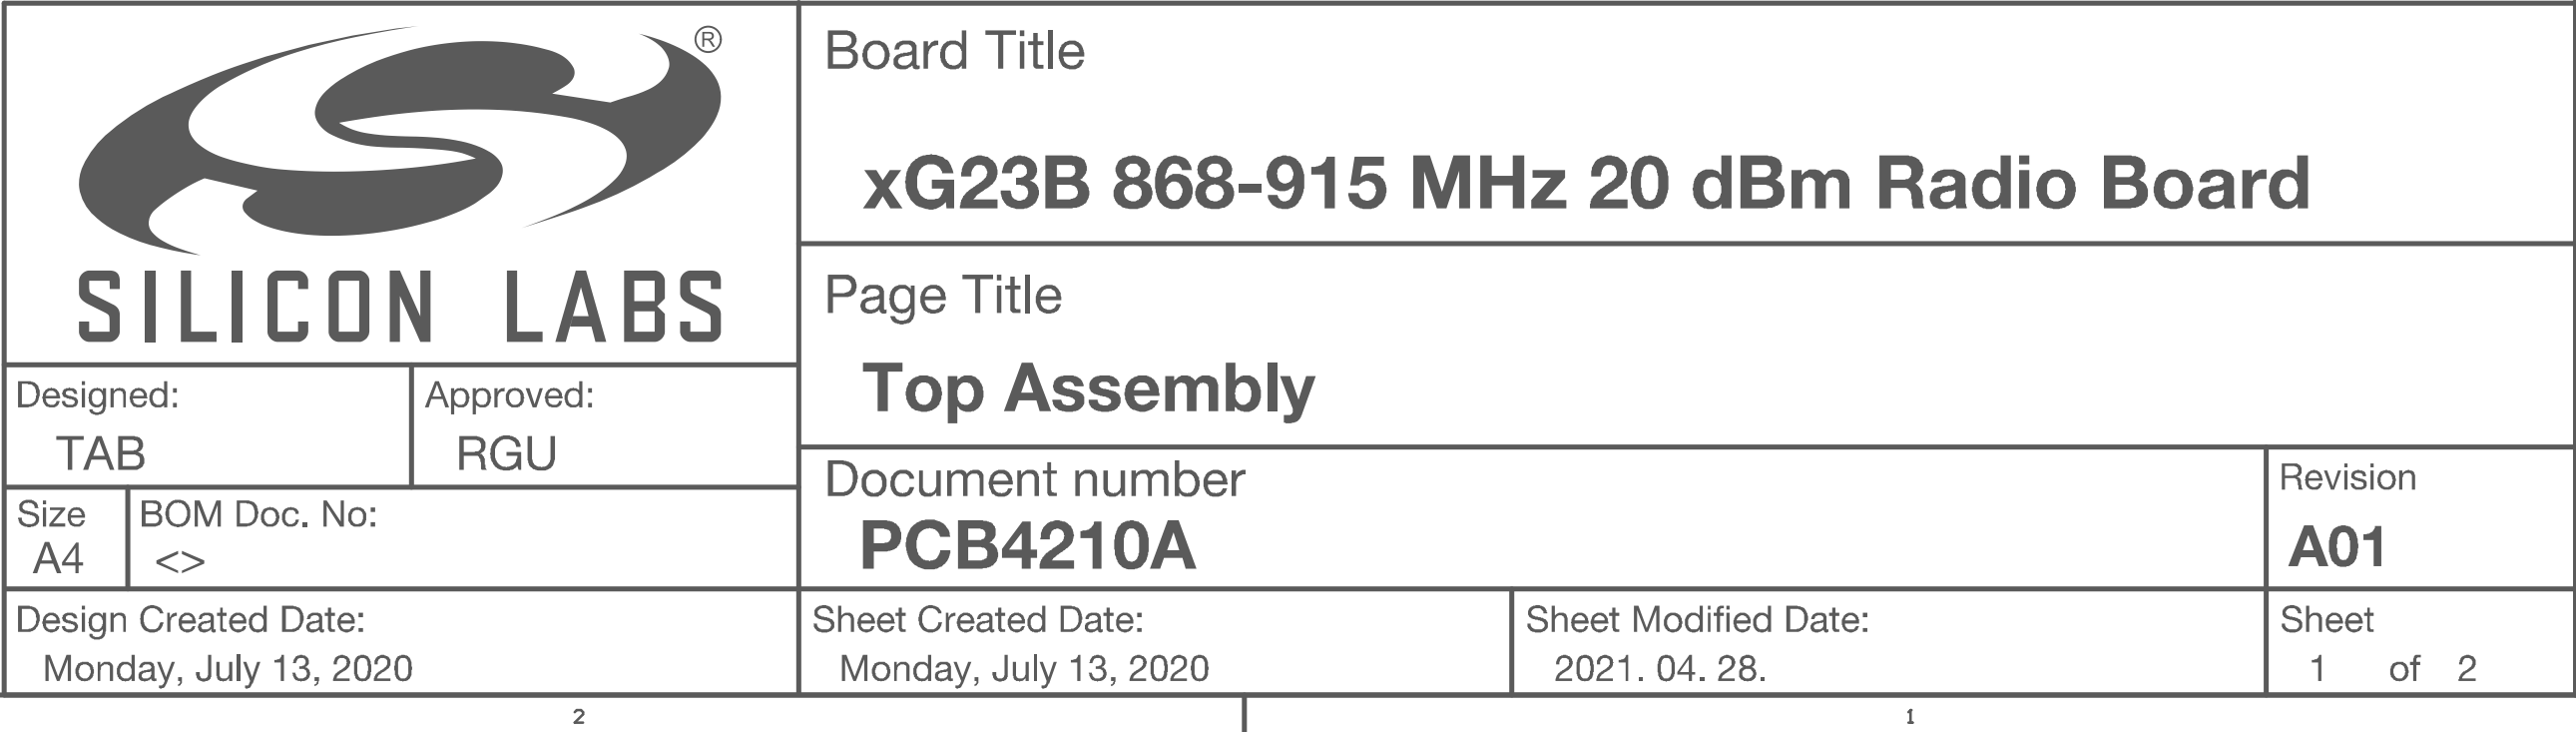 ®
SILICON LABS
Board Title
xG23B 868-915 MHz 20 dBm Radio Board
Page Title
Top Assembly
Designed:
TAB
Approved:
RGU
Document number
PCB4210A
Revision
A01
Size
A4
BOM Doc. No:
<>
Design Created Date:
Monday, July 13, 2020
Sheet Created Date:
Monday, July 13, 2020
Sheet Modified Date:
2021. 04. 28.
Sheet
1 of 2
2
1